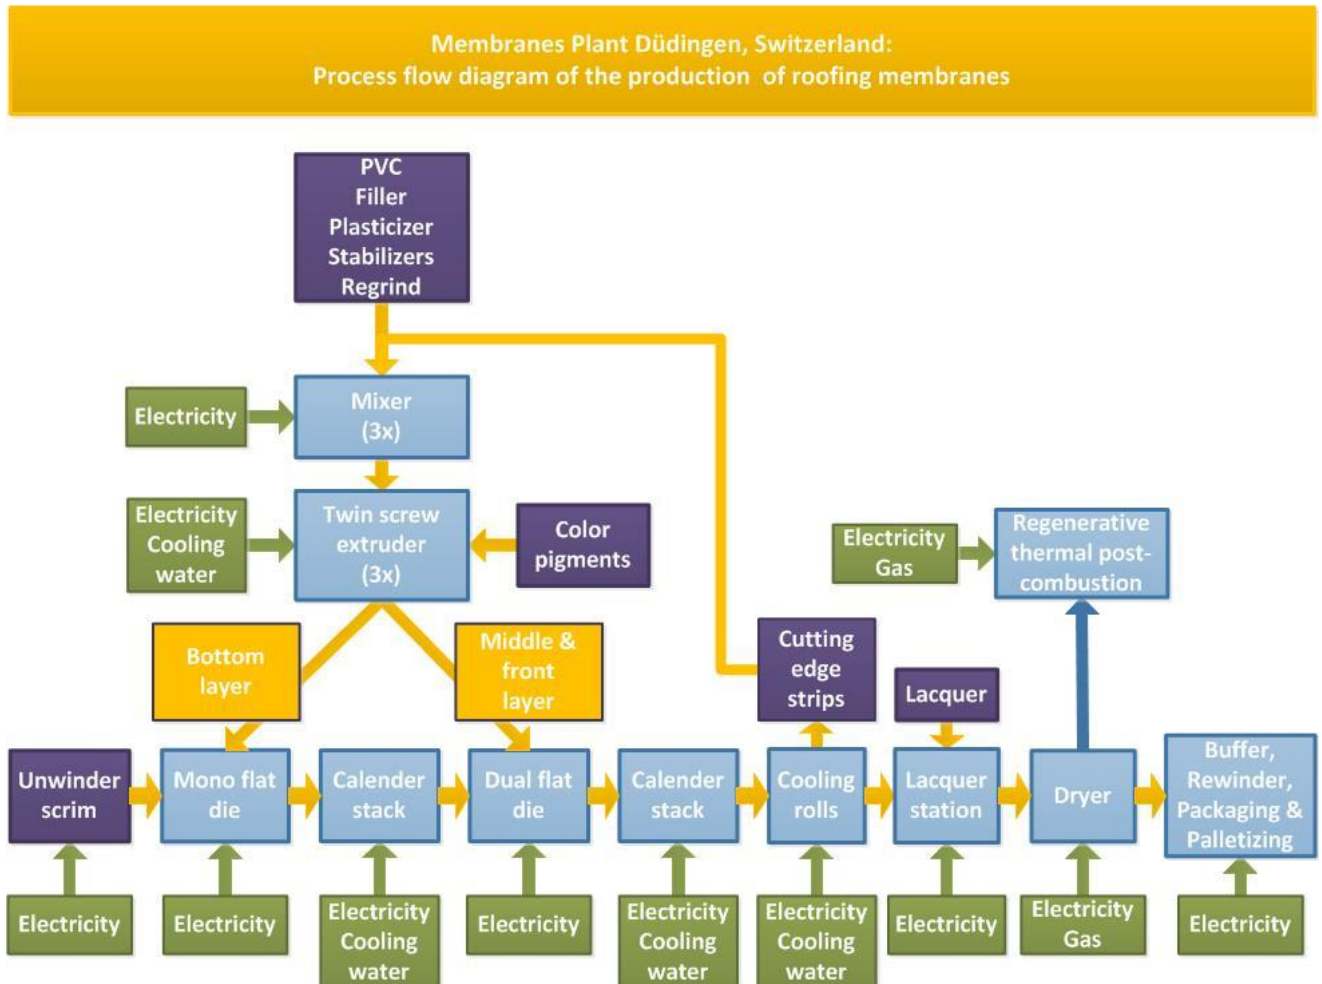 Membranes Plant Düdingen, Switzerland:
Process flow diagram of the production of roofing membranes
PVC
Filler
Plasticizer
Stabilizers
Regrind
Electricity
Mixer
(3x)
Electricity
Cooling
water
Twin screw
extruder
(3x)
Color
pigments
Electricity
Gas
Regenerative
thermal post-
combustion
Bottom
layer
Middle &
front
layer
Cutting
edge
strips
Lacquer
Unwinder
scrim
Mono flat
die
Calender
stack
Dual flat
die
Calender
stack
Cooling
rolls
Lacquer
station
Dryer
Buffer,
Rewinder,
Packaging &
Palletizing
Electricity
Electricity
Electricity
Cooling
water
Electricity
Electricity
Cooling
water
Electricity
Cooling
water
Electricity
Electricity
Gas
Electricity